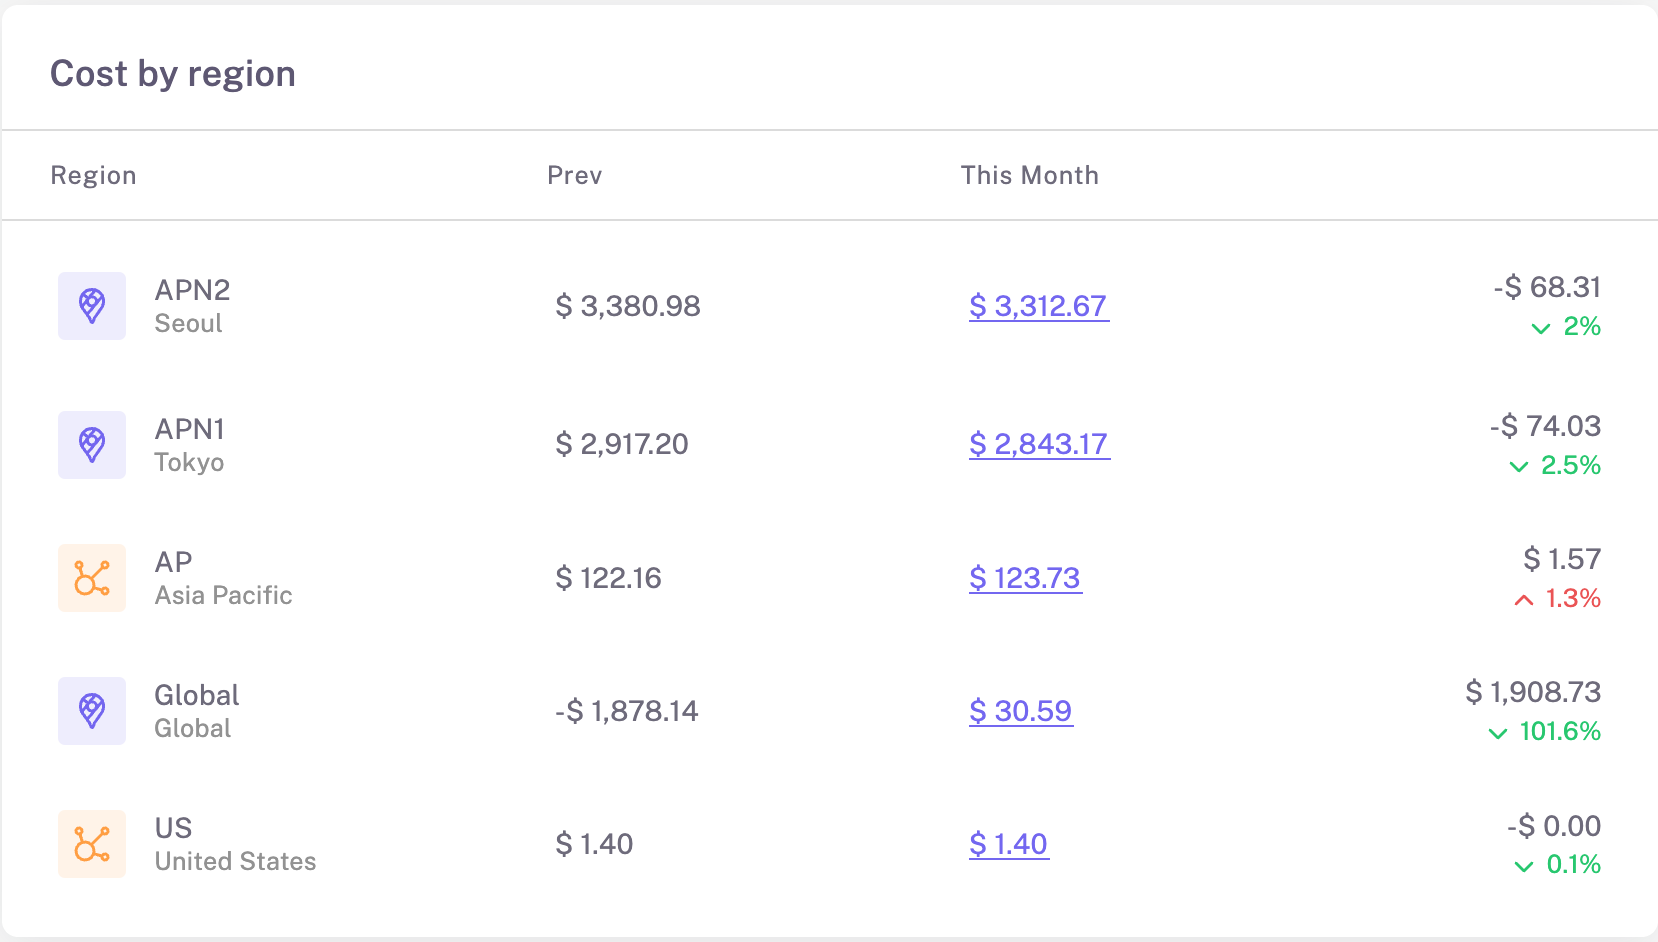 Cost by region
Region Prev This Month
APN2
Seoul
$ 3,380.98
$ 3,312.67
-$ 68.31
2%
APN1
Tokyo
$ 2,917.20
$ 2,843.17
-$ 74.03
2.5%
AP
Asia Pacific
$ 122.16
$ 123.73
$ 1.57
1.3%
Global
Global
-$ 1,878.14
$ 30.59
$ 1,908.73
101.6%
US
United States
$ 1.40
$ 1.40
-$ 0.00
0.1%